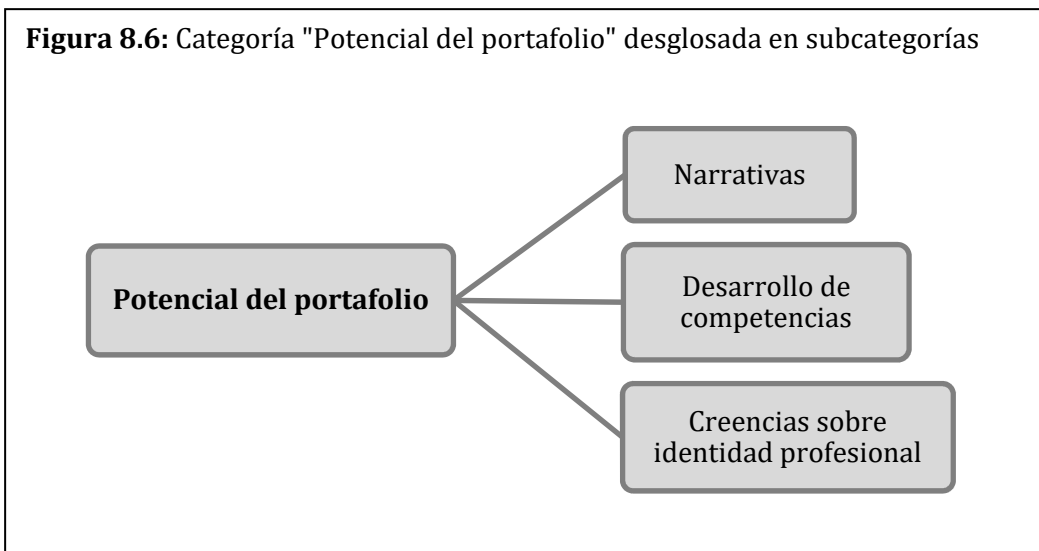 Figura 8.6: Categoría "Potencial del portafolio" desglosada en subcategorías
Narrativas
Potencial del portafolio
Desarrollo de
competencias
Creencias sobre
identidad profesional